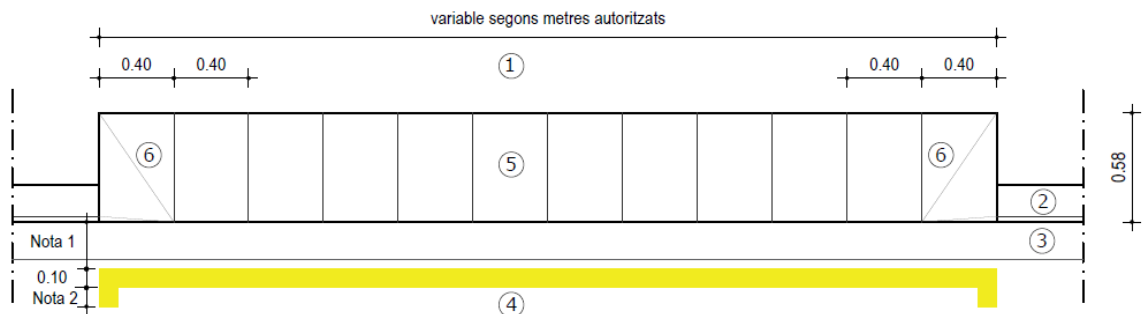 variable segons metres autoritzats
0.40 0.40 1 0.40 0.40
6 5 6 0.58
2
Nota 1 3
0.10
Nota 2 4